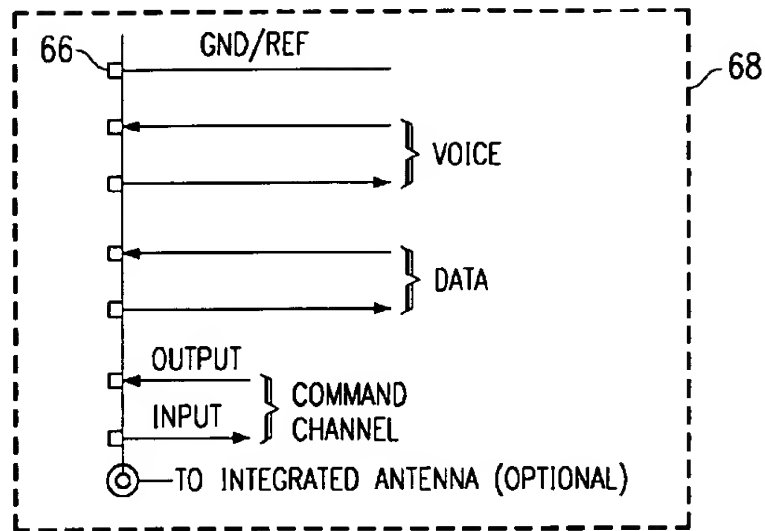 66
GND/REF
68
VOICE
DATA
OUTPUT
INPUT
COMMAND
CHANNEL
TO INTEGRATED ANTENNA (OPTIONAL)